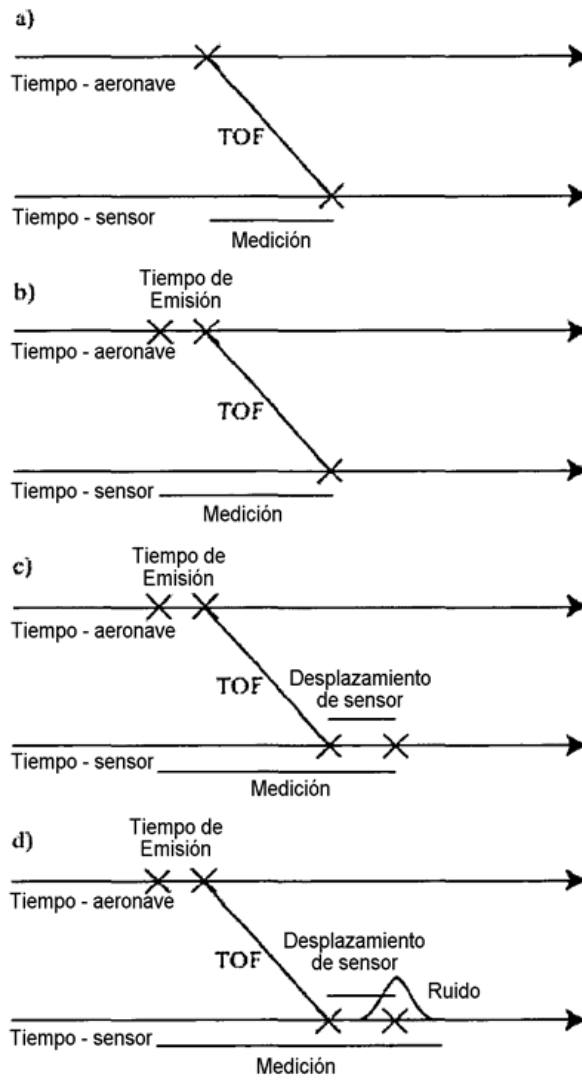 a)
Tiempo - aeronave
TOF
Tiempo - sensor
Medición
Tiempo de
Emisión
b)
Tiempo - aeronave
TOF
Tiempo - sensor
Medición
Tiempo de
Emisión
c)
Tiempo - aeronave
TOF
Desplazamiento
de sensor
Tiempo - sensor
Medición
Tiempo de
Emisión
d)
Tiempo - aeronave
TOF
Desplazamiento
de sensor
Ruido
Tiempo - sensor
Medición